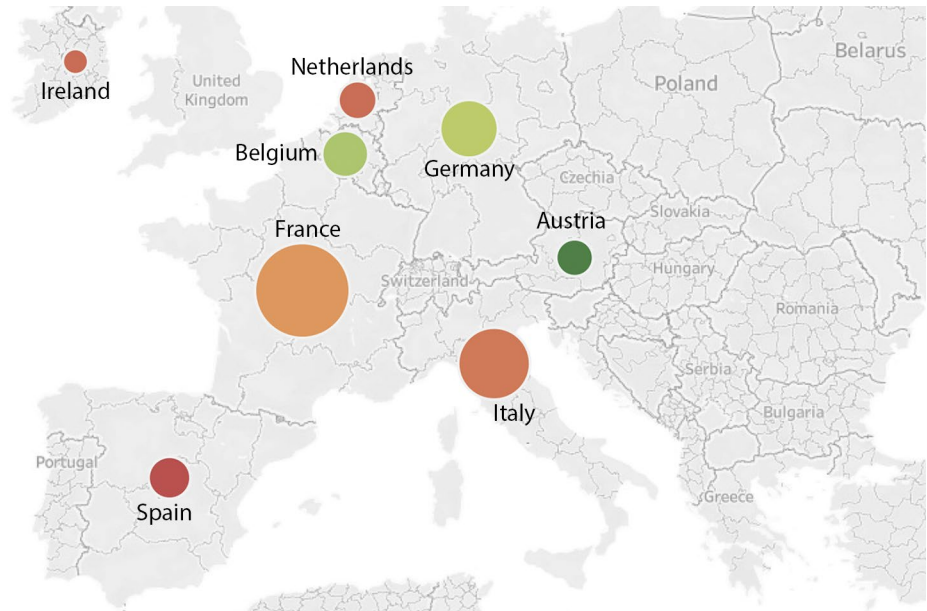 Belarus
Netherlands
United
Kingdom
Poland
Ireland
Belgium
Germany
Czechia
Slovakia
Austria
France
Hungary
Switzerland
Romania
Serbia
Italy
Bulgaria
Portugal
Greece
Spain